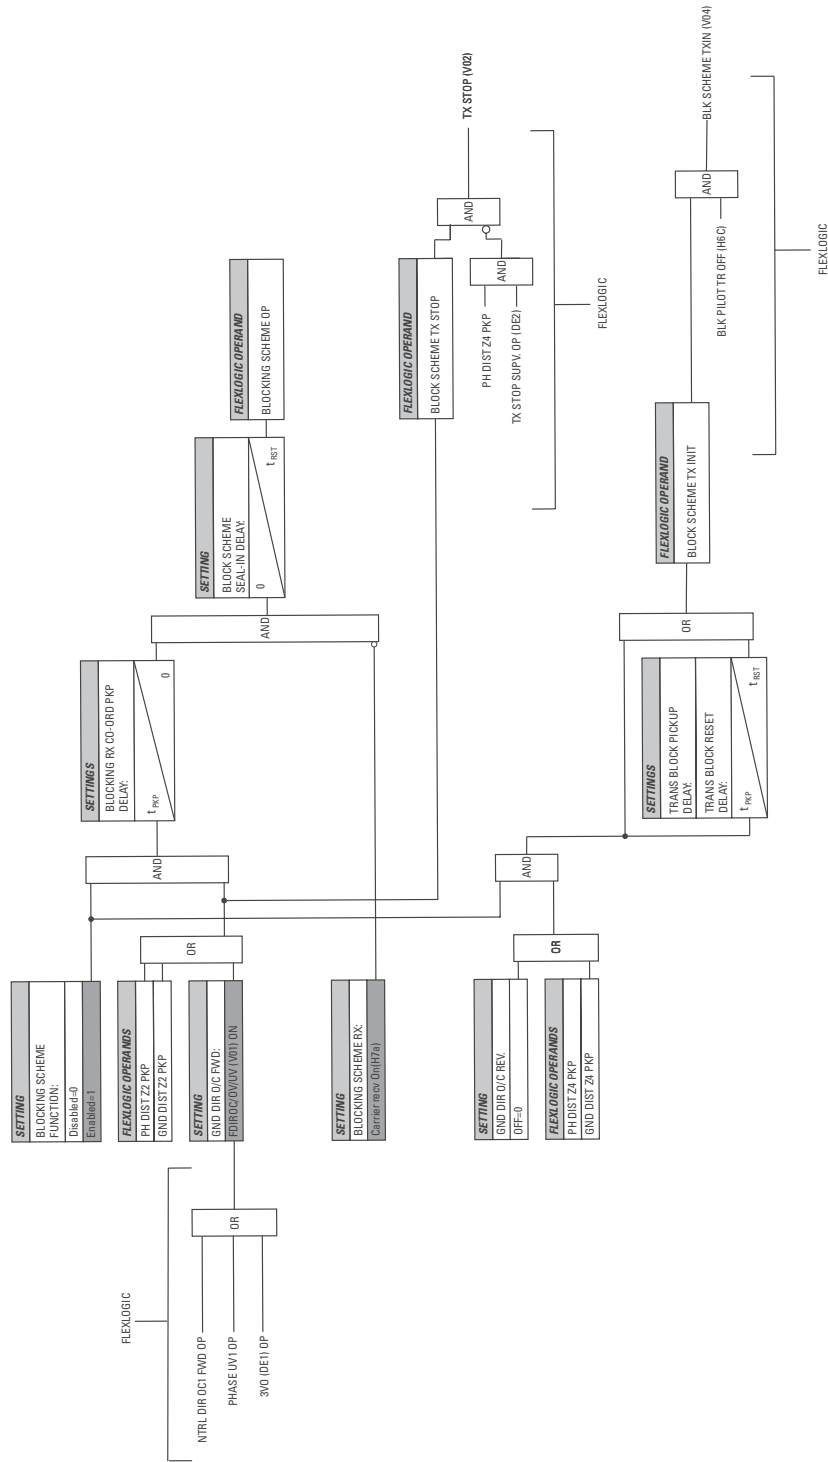 FLEXLOGIC
NTRL DIR OC1 FWD OP
PHASE UV1 OP
3V0 (DE1) OP
OR
SETTING
BLOCKING SCHEME
FUNCTION:
Disabled=0
Enabled=1
FLEXLOGIC OPERANDS
PH DIST Z2 PKP
GND DIST Z2 PKP
SETTING
GND DIR O/C FWD:
FDIROC/OV/UV (V01) ON
OR
AND
SETTINGS
BLOCKING RX CO-ORD PKP
DELAY:
t PKP
0
AND
SETTING
BLOCK SCHEME
SEAL-IN DELAY:
0
t RST
FLEXLOGIC OPERAND
BLOCKING SCHEME OP
SETTING
BLOCKING SCHEME RX:
Carrier recv On(H7a)
FLEXLOGIC OPERAND
BLOCK SCHEME TX STOP
PH DIST Z4 PKP
TX STOP SUPV. OP (DE2)
AND
AND
TX STOP (V02)
FLEXLOGIC
SETTING
GND DIR O/C REV.
OFF=0
FLEXLOGIC OPERANDS
PH DIST Z4 PKP
GND DIST Z4 PKP
OR
AND
SETTINGS
TRANS BLOCK PICKUP
DELAY:
TRANS BLOCK RESET
DELAY:
t PKP
t RST
OR
FLEXLOGIC OPERAND
BLOCK SCHEME TX INIT
BLK PILOT TR OFF (H6C)
AND
BLK SCHEME TXIN (V04)
FLEXLOGIC